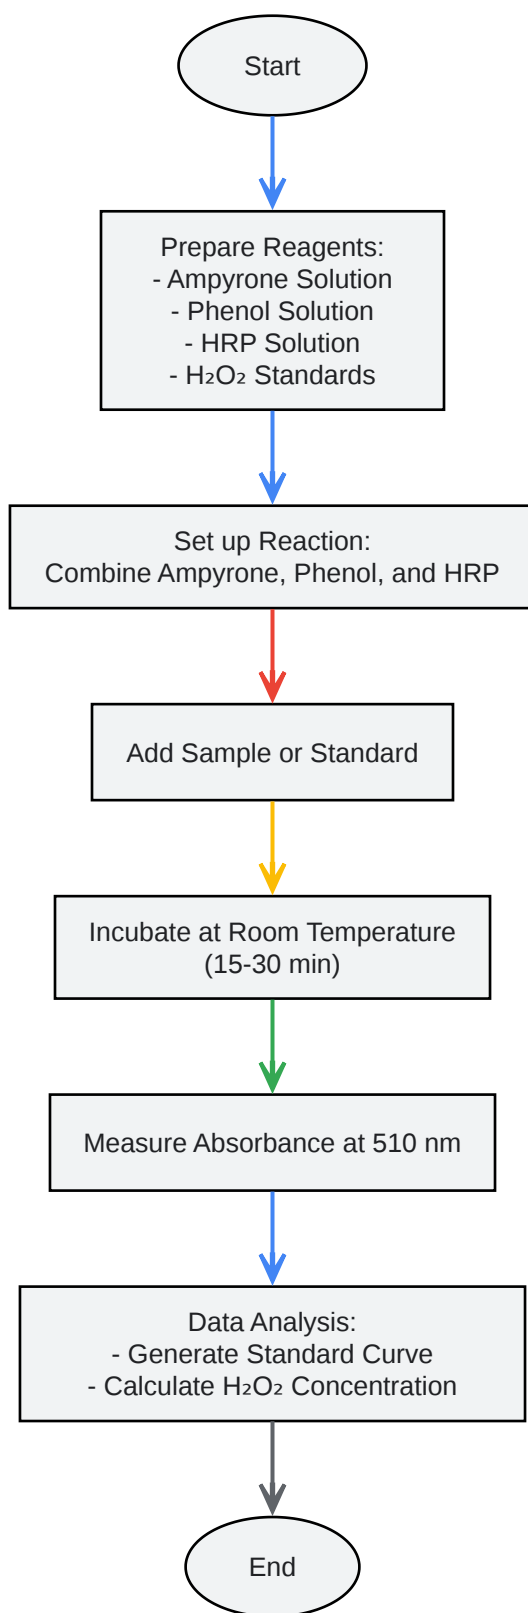 Start
Prepare Reagents:
- Ampyrone Solution
- Phenol Solution
- HRP Solution
- H₂O₂ Standards
Set up Reaction:
Combine Ampyrone, Phenol, and HRP
Add Sample or Standard
Incubate at Room Temperature
(15-30 min)
Measure Absorbance at 510 nm
Data Analysis:
- Generate Standard Curve
- Calculate H₂O₂ Concentration
End